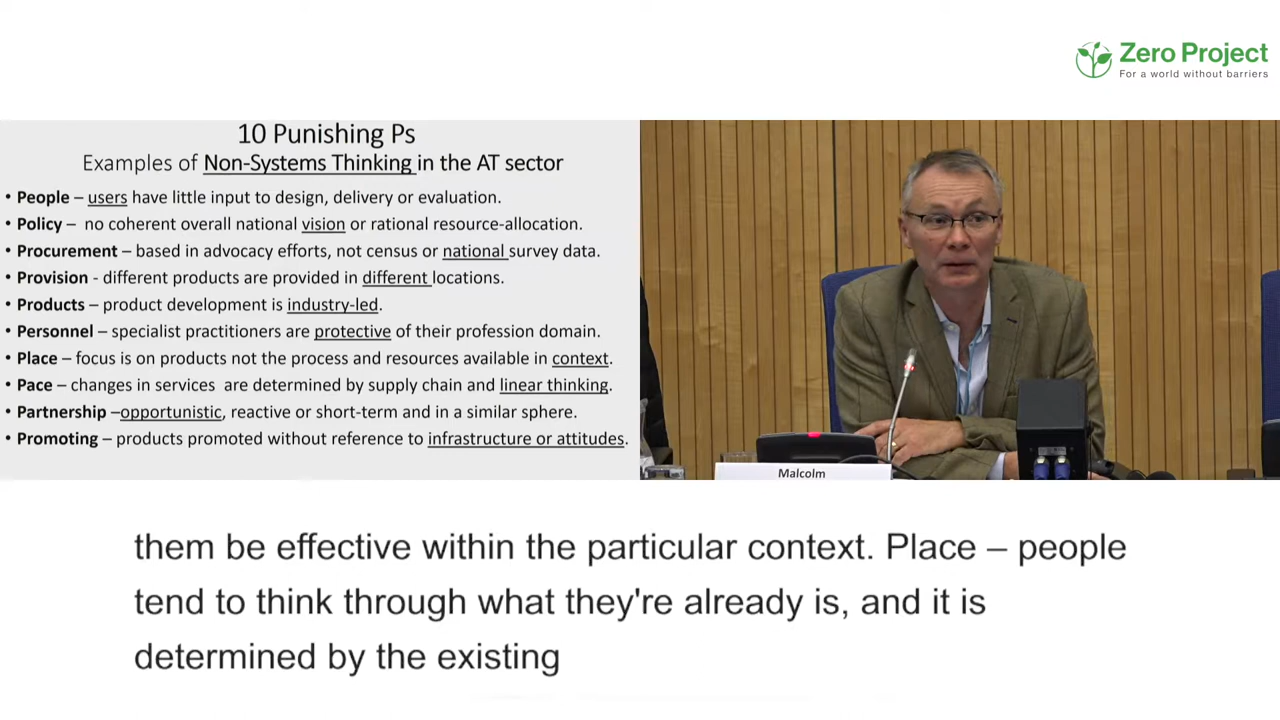 Zero Project
For a world without barriers
10 Punishing Ps
Examples of Non-Systems Thinking in the AT sector
• People – users have little input to design, delivery or evaluation.
• Policy – no coherent overall national vision or rational resource-allocation.
• Procurement – based in advocacy efforts, not census or national survey data.
• Provision - different products are provided in different locations.
• Products – product development is industry-led.
• Personnel – specialist practitioners are protective of their profession domain.
• Place – focus is on products not the process and resources available in context.
• Pace – changes in services are determined by supply chain and linear thinking.
• Partnership –opportunistic, reactive or short-term and in a similar sphere.
• Promoting – products promoted without reference to infrastructure or attitudes.
Malcolm
them be effective within the particular context. Place – people
tend to think through what they're already is, and it is
determined by the existing